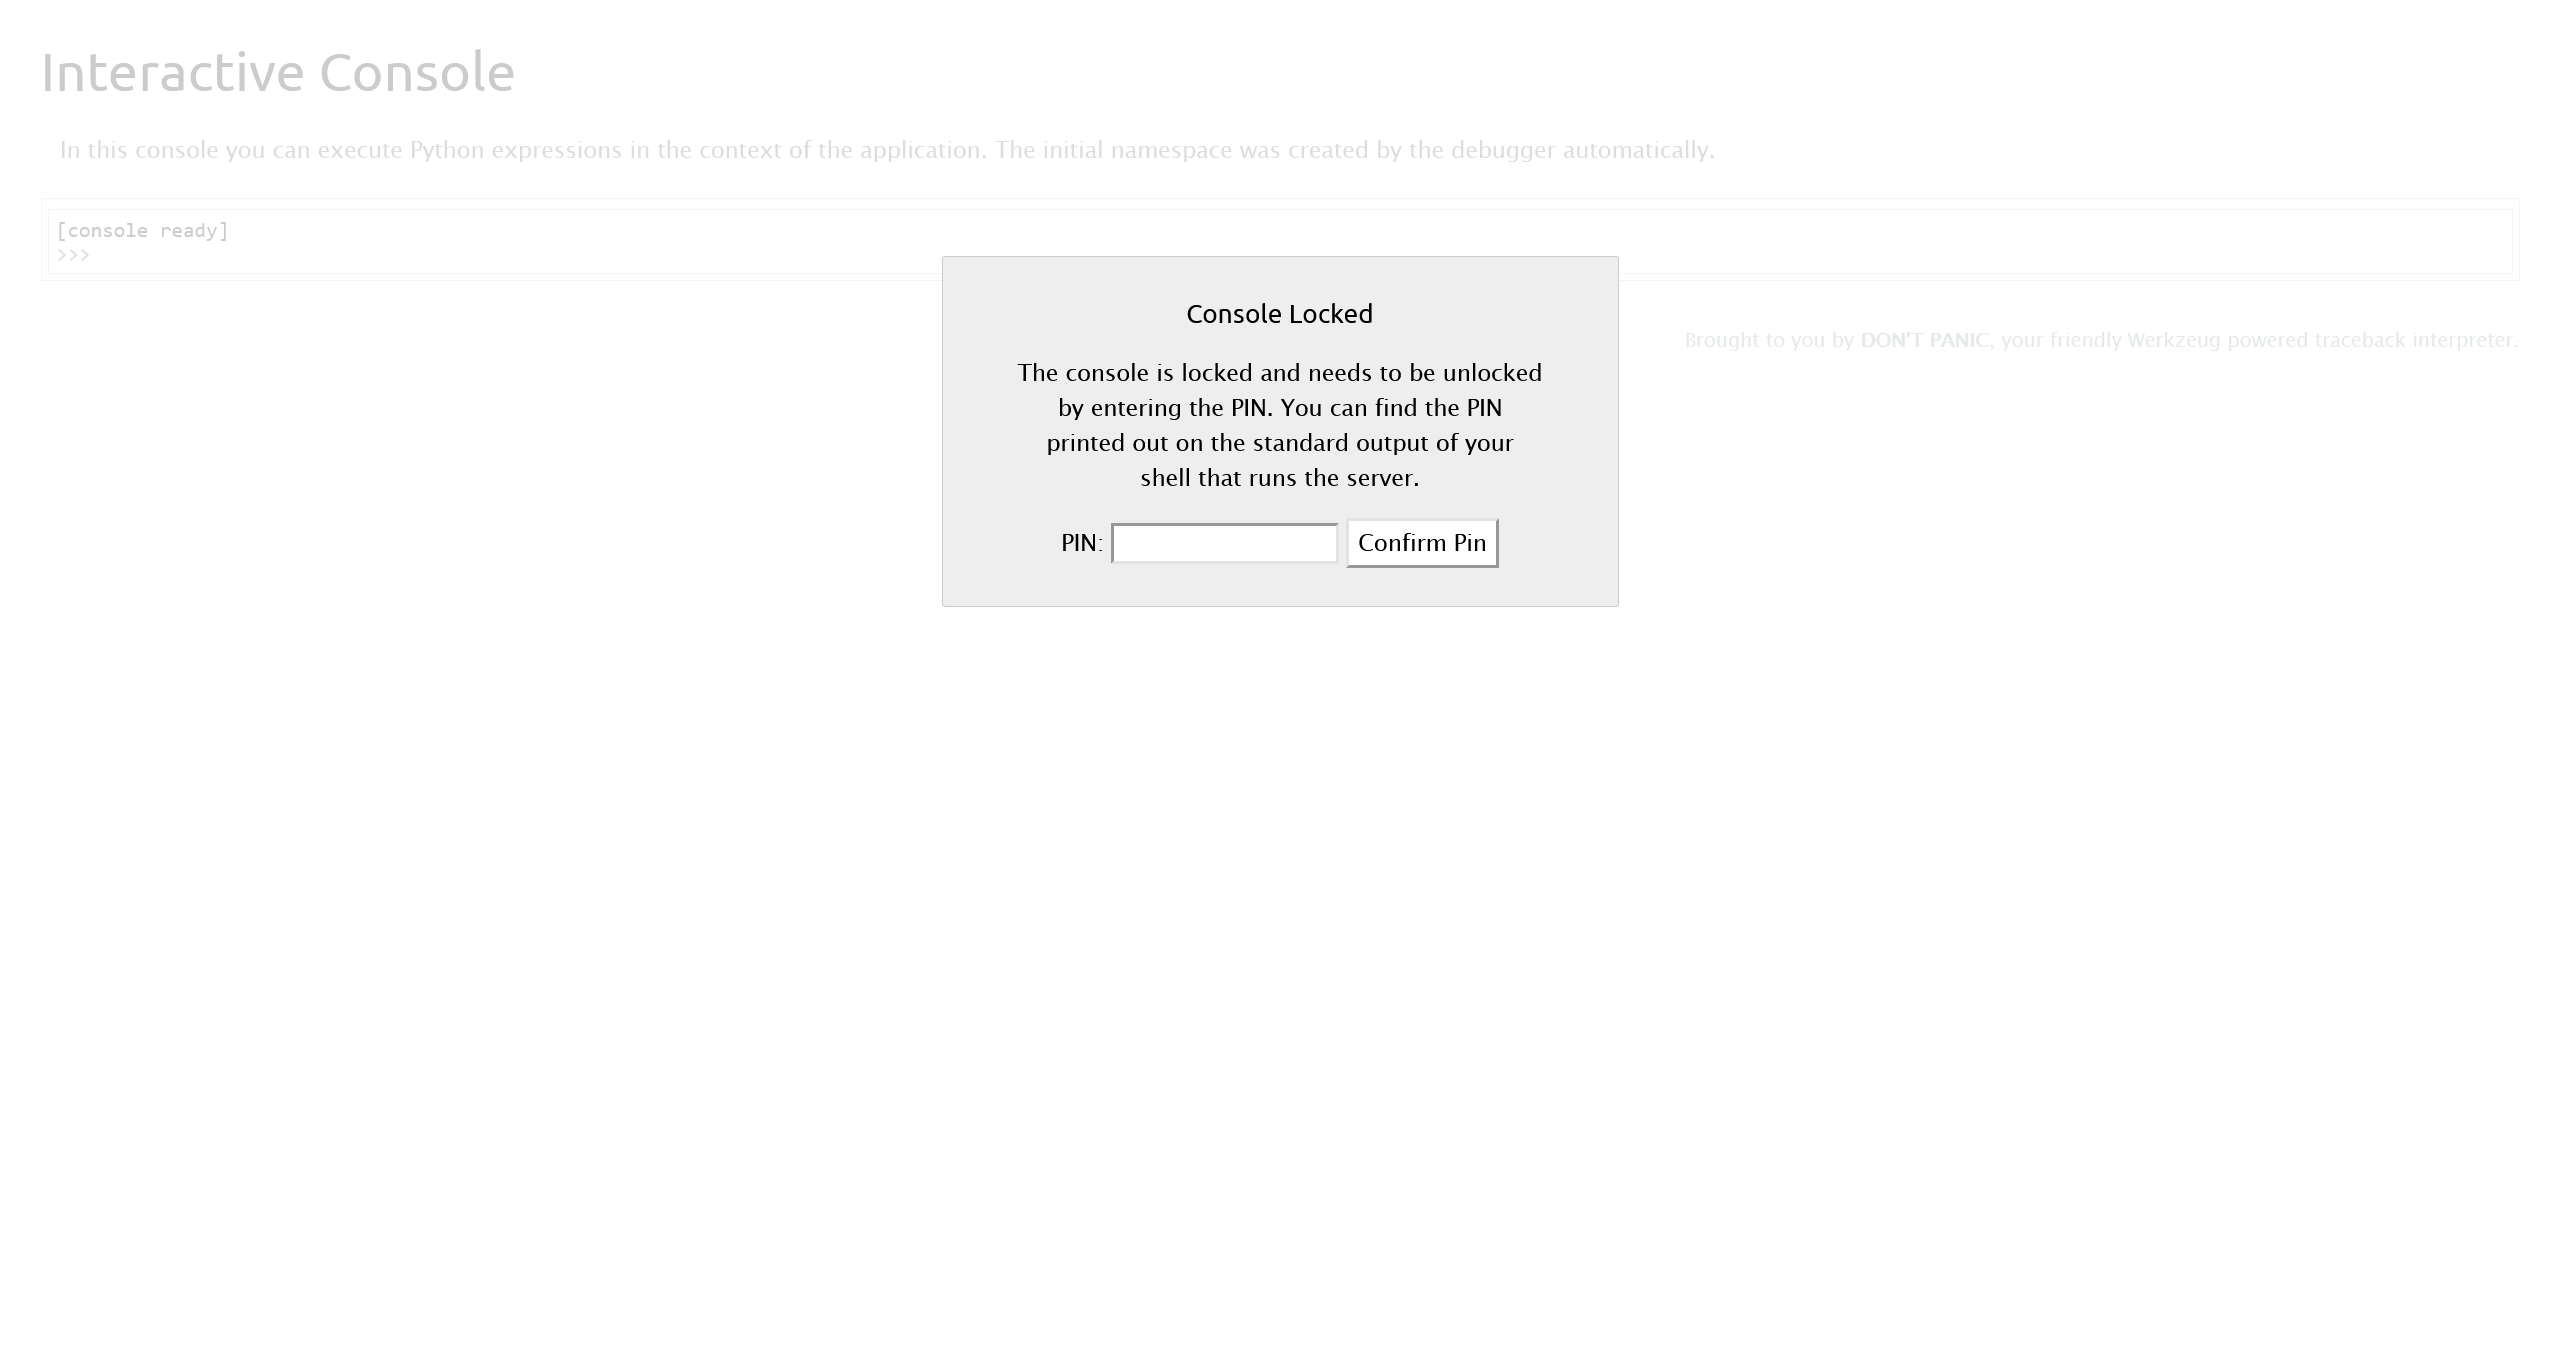 Interactive Console
In this console you can execute Python expressions in the context of the application. The initial namespace was created by the debugger automatically.
[console ready]
>>>
Console Locked
Brought to you by DON'T PANIC, your friendly Werkzeug powered traceback interpreter.
The console is locked and needs to be unlocked
by entering the PIN. You can find the PIN
printed out on the standard output of your
shell that runs the server.
PIN: Confirm Pin